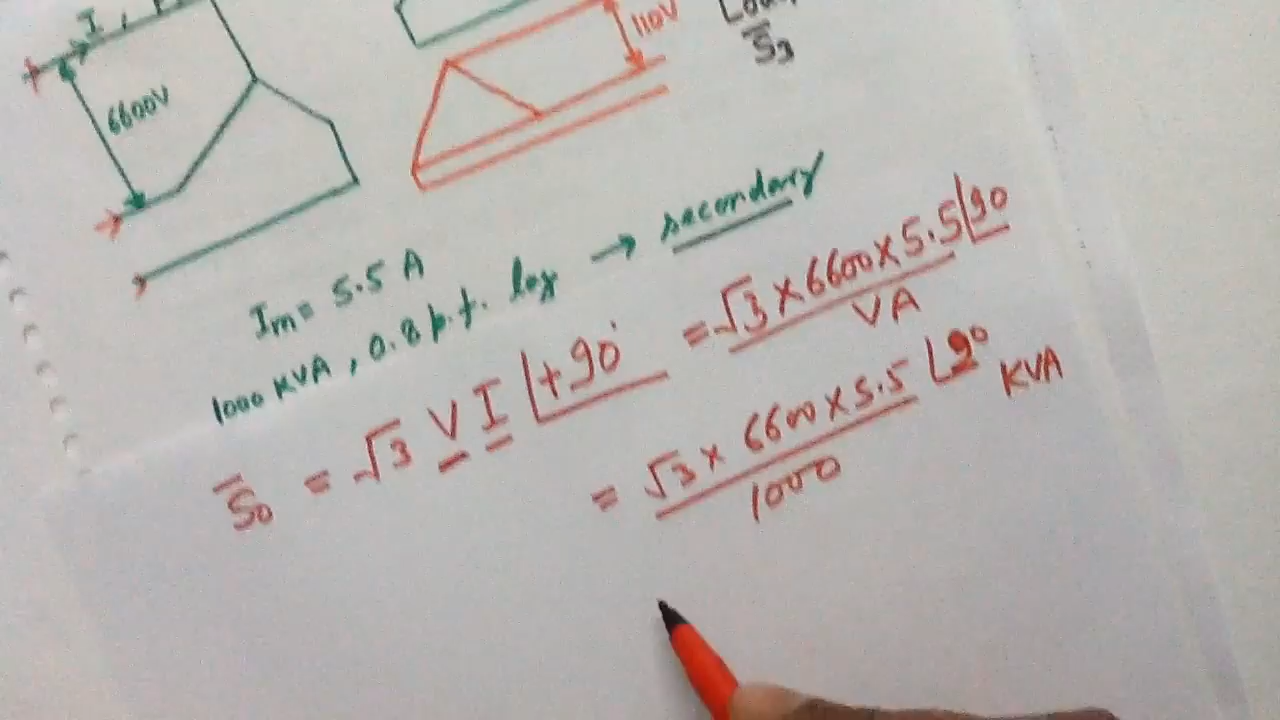 I,
6600V
110V
S̅₃
Iₘ = 5.5 A
1000 KVA, 0.8 p.f. lag → secondary
S̅₀ = √3 V I ∠+90° = √3 × 6600 × 5.5 ∠90 VA
= √3 × 6600 × 5.5 / 1000 ∠90 KVA